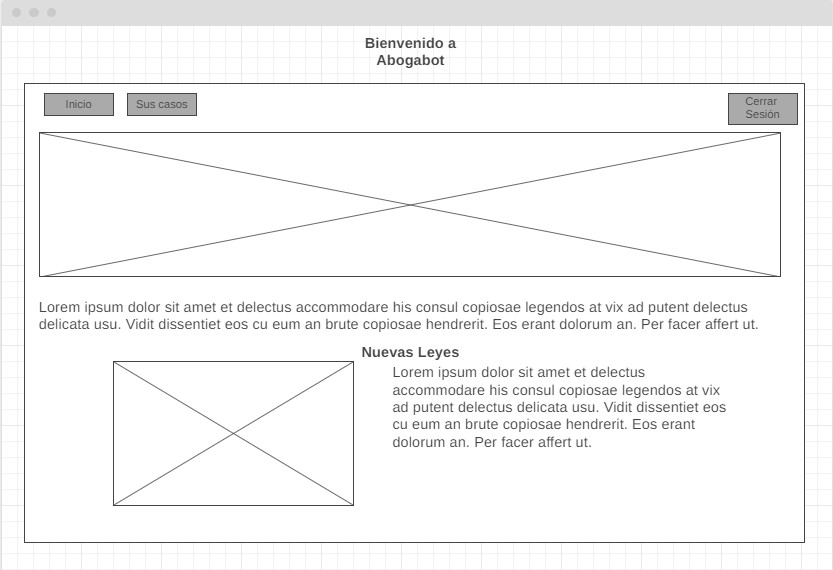 Bienvenido a
Abogabot
Inicio
Sus casos
Cerrar
Sesión
Lorem ipsum dolor sit amet et delectus accommodare his consul copiosae legendos at vix ad putent delectus
delicata usu. Vidit dissentiet eos cu eum an brute copiosae hendrerit. Eos erant dolorum an. Per facer affert ut.
Nuevas Leyes
Lorem ipsum dolor sit amet et delectus
accommodare his consul copiosae legendos at vix
ad putent delectus delicata usu. Vidit dissentiet eos
cu eum an brute copiosae hendrerit. Eos erant
dolorum an. Per facer affert ut.